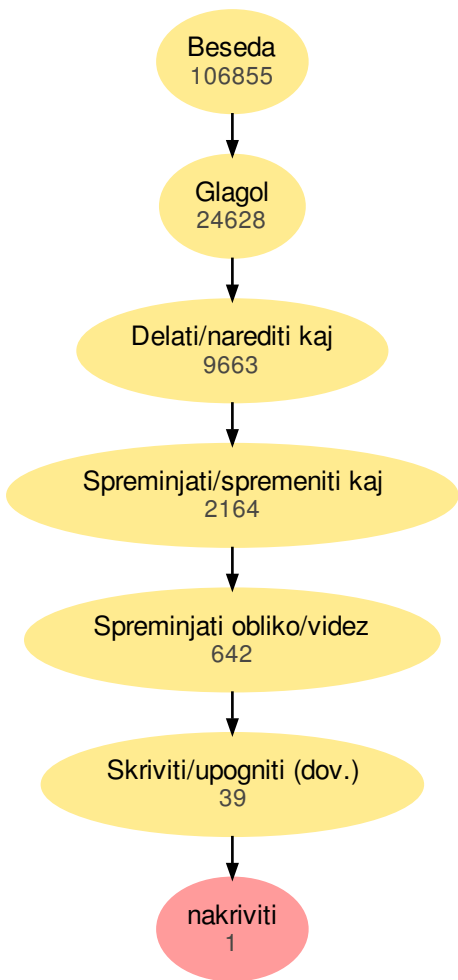 Beseda
106855
Glagol
24628
Delati/narediti kaj
9663
Spreminjati/spremeniti kaj
2164
Spreminjati obliko/videz
642
Skriviti/upogniti (dov.)
39
nakriviti
1